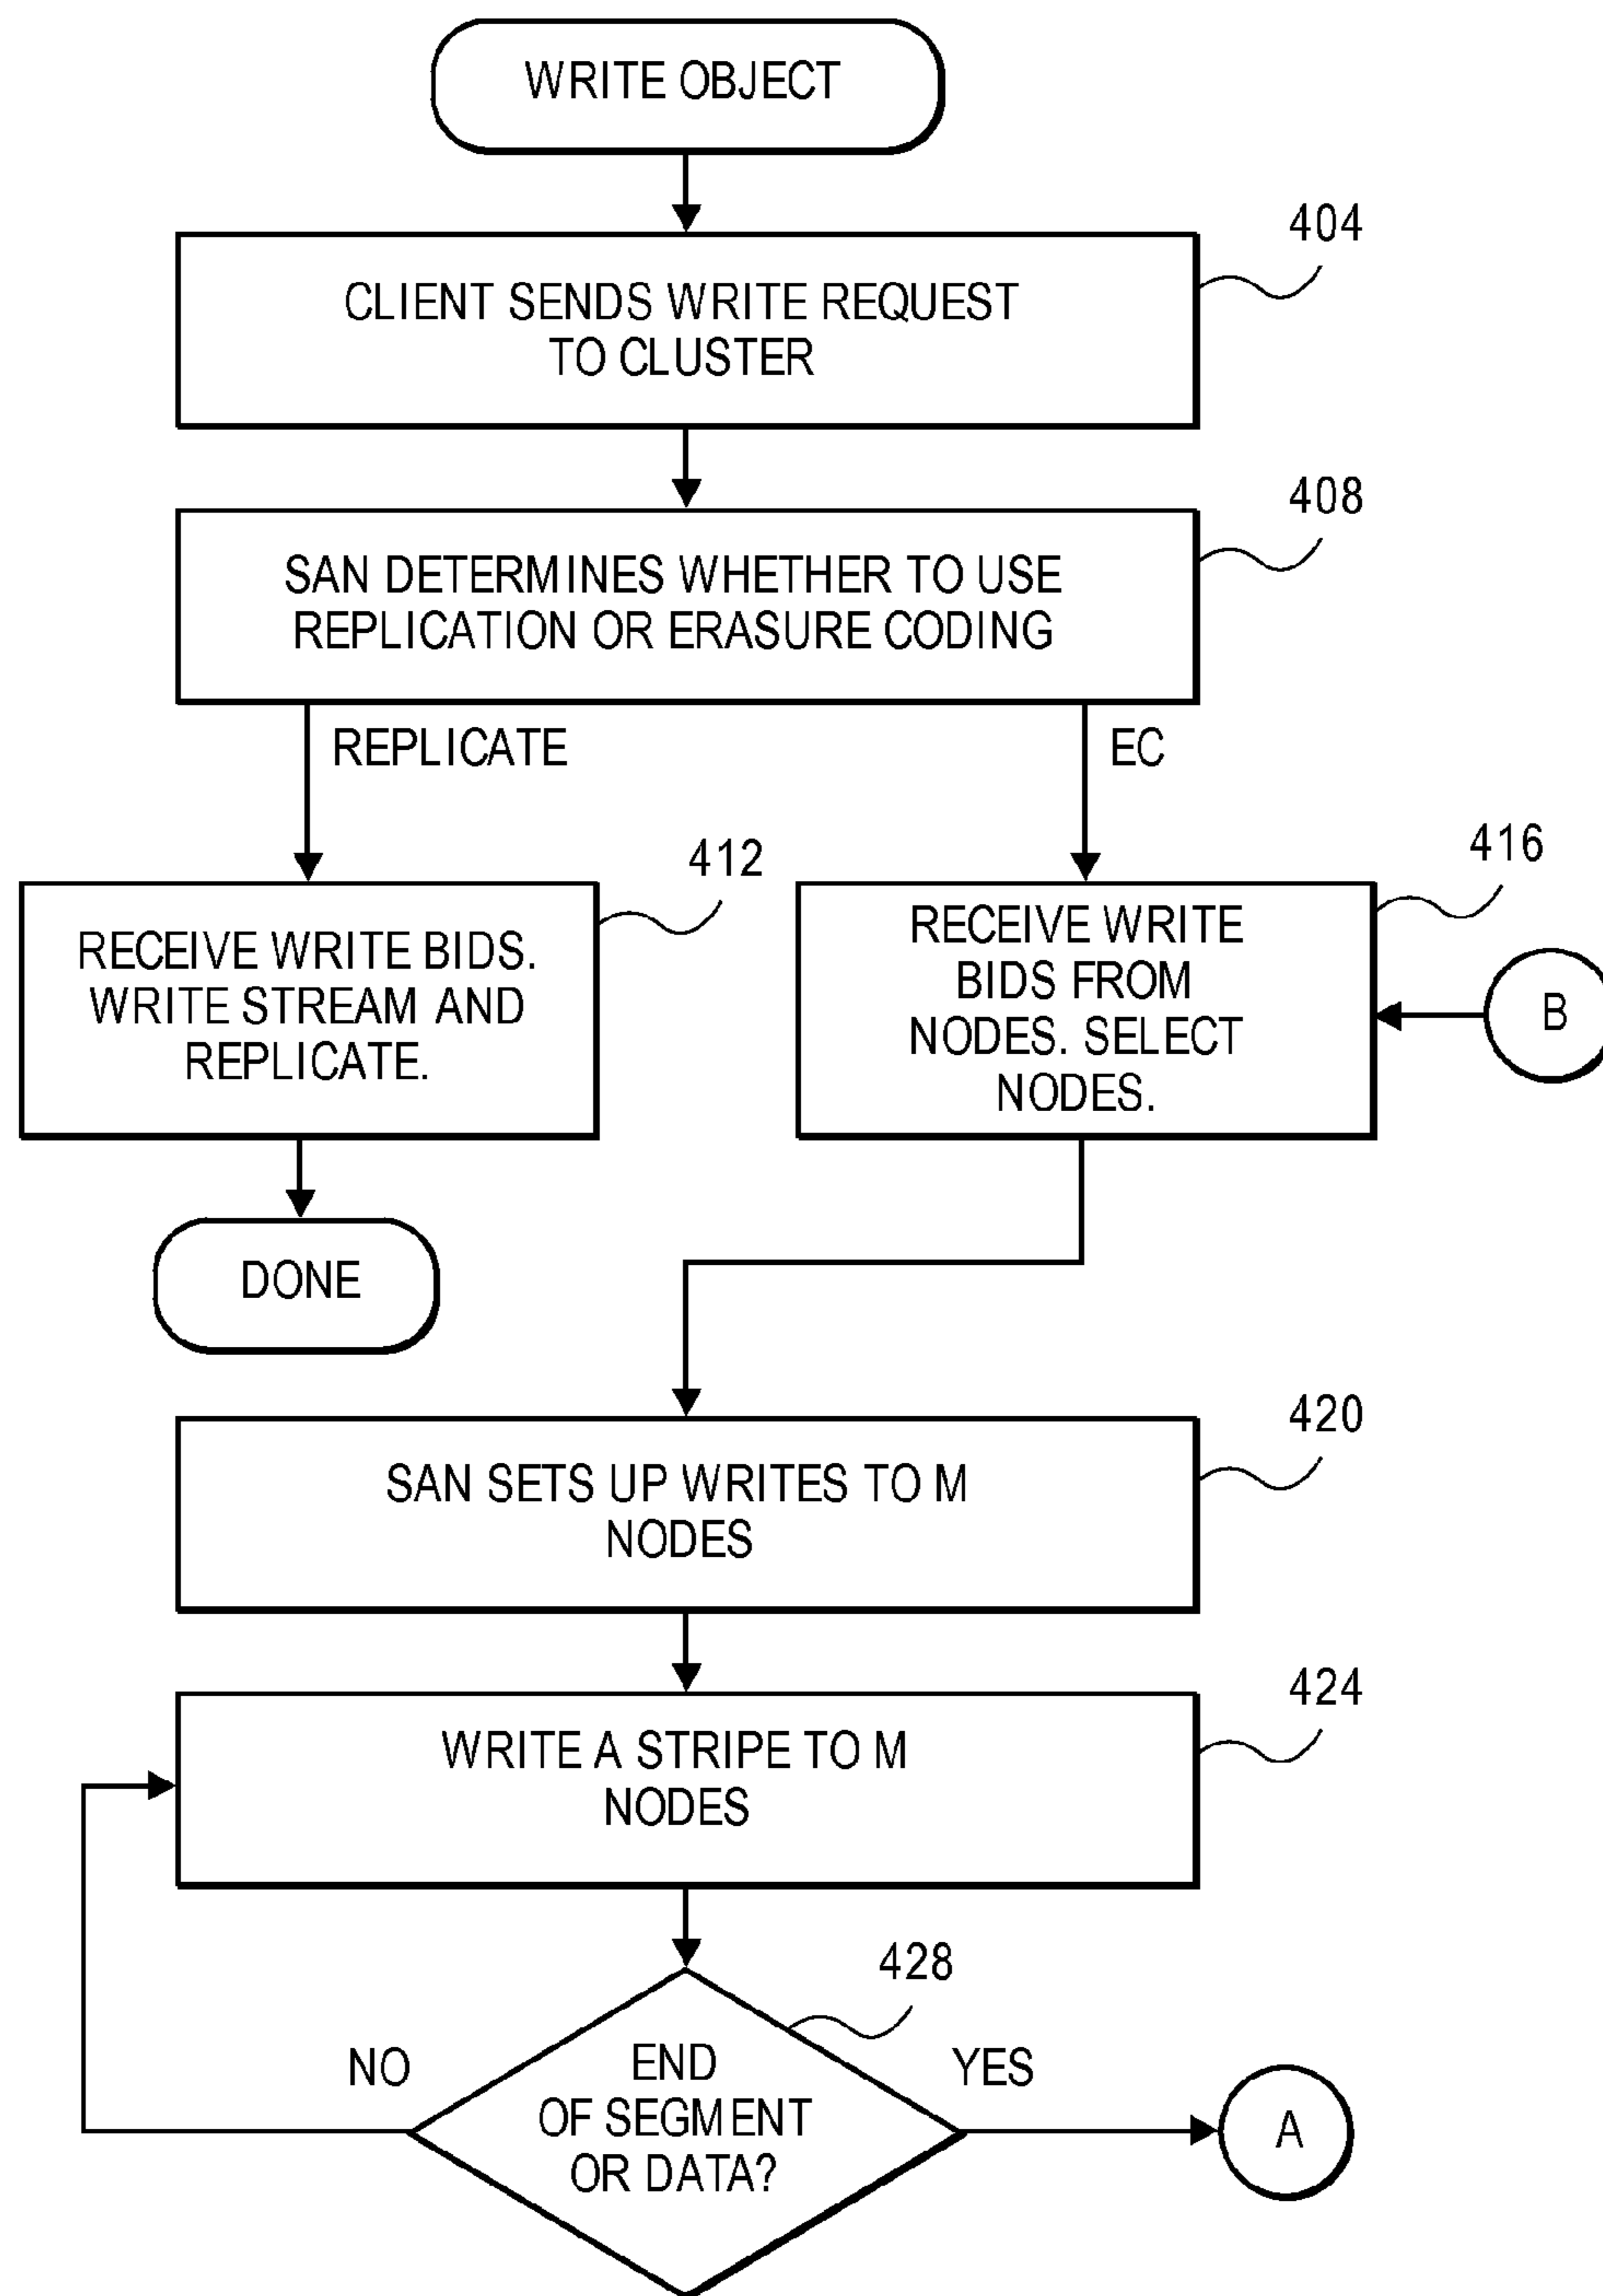 WRITE OBJECT
404
CLIENT SENDS WRITE REQUEST
TO CLUSTER
408
SAN DETERMINES WHETHER TO USE
REPLICATION OR ERASURE CODING
REPLICATE
EC
412
416
RECEIVE WRITE BIDS.
WRITE STREAM AND
REPLICATE.
RECEIVE WRITE
BIDS FROM
NODES. SELECT
NODES.
B
DONE
420
SAN SETS UP WRITES TO M
NODES
424
WRITE A STRIPE TO M
NODES
428
NO
END
OF SEGMENT
OR DATA?
YES
A